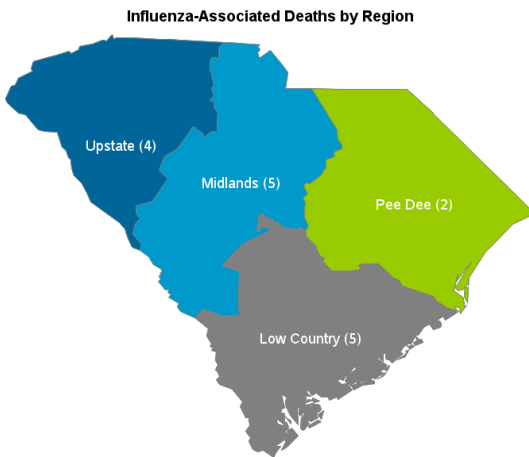 Influenza-Associated Deaths by Region
Upstate (4)
Midlands (5)
Pee Dee (2)
Low Country (5)